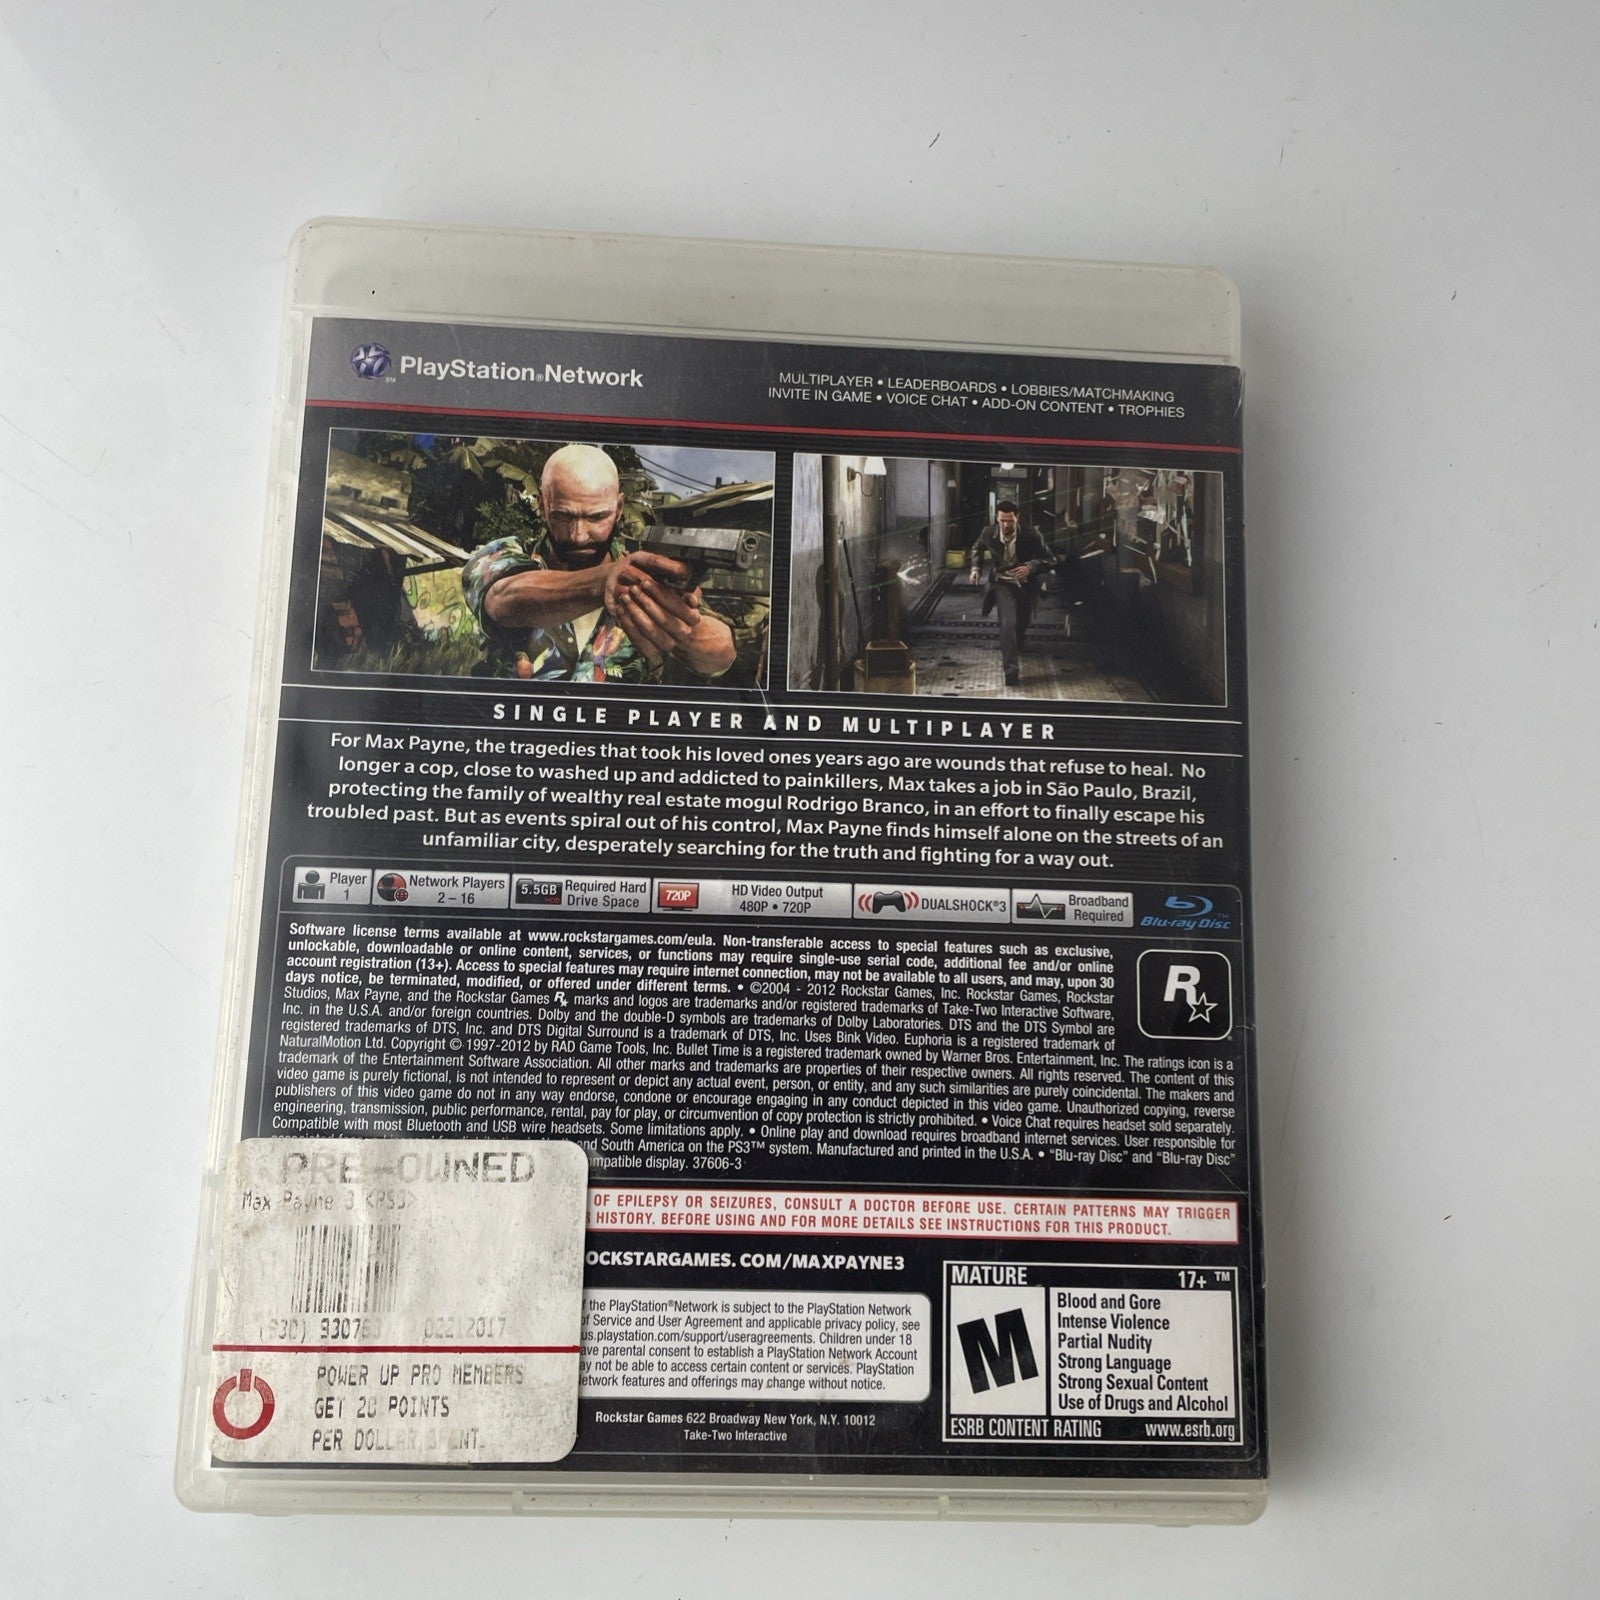 PlayStation®Network
SM
MULTIPLAYER • LEADERBOARDS • LOBBIES/MATCHMAKING
INVITE IN GAME • VOICE CHAT • ADD-ON CONTENT • TROPHIES
SINGLE PLAYER AND MULTIPLAYER
For Max Payne, the tragedies that took his loved ones years ago are wounds that refuse to heal. No
longer a cop, close to washed up and addicted to painkillers, Max takes a job in São Paulo, Brazil,
protecting the family of wealthy real estate mogul Rodrigo Branco, in an effort to finally escape his
troubled past. But as events spiral out of his control, Max Payne finds himself alone on the streets of an
unfamiliar city, desperately searching for the truth and fighting for a way out.
Player
1
Network Players
2 – 16
5.5GB
HDD
Required Hard
Drive Space
720P
HD Video Output
480P • 720P
DUALSHOCK®3
Broadband
Required
Blu-ray Disc™
Software license terms available at www.rockstargames.com/eula. Non-transferable access to special features such as exclusive,
unlockable, downloadable or online content, services, or functions may require single-use serial code, additional fee and/or online
account registration (13+). Access to special features may require internet connection, may not be available to all users, and may, upon 30
days notice, be terminated, modified, or offered under different terms. • ©2004 - 2012 Rockstar Games, Inc. Rockstar Games, Rockstar
Studios, Max Payne, and the Rockstar Games R marks and logos are trademarks and/or registered trademarks of Take-Two Interactive Software,
Inc. in the U.S.A. and/or foreign countries. Dolby and the double-D symbols are trademarks of Dolby Laboratories. DTS and the DTS Symbol are
registered trademarks of DTS, Inc. and DTS Digital Surround is a trademark of DTS, Inc. Uses Bink Video. Euphoria is a registered trademark of
NaturalMotion Ltd. Copyright © 1997-2012 by RAD Game Tools, Inc. Bullet Time is a registered trademark owned by Warner Bros. Entertainment, Inc. The ratings icon is a
trademark of the Entertainment Software Association. All other marks and trademarks are properties of their respective owners. All rights reserved. The content of this
video game is purely fictional, is not intended to represent or depict any actual event, person, or entity, and any such similarities are purely coincidental. The makers and
publishers of this video game do not in any way endorse, condone or encourage engaging in any conduct depicted in this video game. Unauthorized copying, reverse
engineering, transmission, public performance, rental, pay for play, or circumvention of copy protection is strictly prohibited. • Voice Chat requires headset sold separately.
Compatible with most Bluetooth and USB wire headsets. Some limitations apply. • Online play and download requires broadband internet services. User responsible for
and South America on the PS3™ system. Manufactured and printed in the U.S.A. • "Blu-ray Disc" and "Blu-ray Disc"
mpatible display. 37606-3
R
PRE-OWNED
Max Payne 3 <PS3>
02212017
POWER UP PRO MEMBERS
GET 20 POINTS
PER DOLLAR SPENT.
OF EPILEPSY OR SEIZURES, CONSULT A DOCTOR BEFORE USE. CERTAIN PATTERNS MAY TRIGGER
HISTORY. BEFORE USING AND FOR MORE DETAILS SEE INSTRUCTIONS FOR THIS PRODUCT.
OCKSTARGAMES.COM/MAXPAYNE3
the PlayStation®Network is subject to the PlayStation Network
of Service and User Agreement and applicable privacy policy, see
us.playstation.com/support/useragreements. Children under 18
ave parental consent to establish a PlayStation Network Account
ay not be able to access certain content or services. PlayStation
etwork features and offerings may change without notice.
Rockstar Games 622 Broadway New York, N.Y. 10012
Take-Two Interactive
MATURE 17+ ™
M
Blood and Gore
Intense Violence
Partial Nudity
Strong Language
Strong Sexual Content
Use of Drugs and Alcohol
ESRB CONTENT RATING www.esrb.org